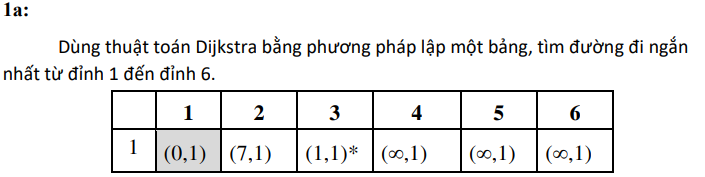 1a:
Dùng thuật toán Dijkstra bằng phương pháp lập một bảng, tìm đường đi ngắn
nhất từ đỉnh 1 đến đỉnh 6.
1 2 3 4 5 6
1 (0,1) (7,1) (1,1)* (∞,1) (∞,1) (∞,1)